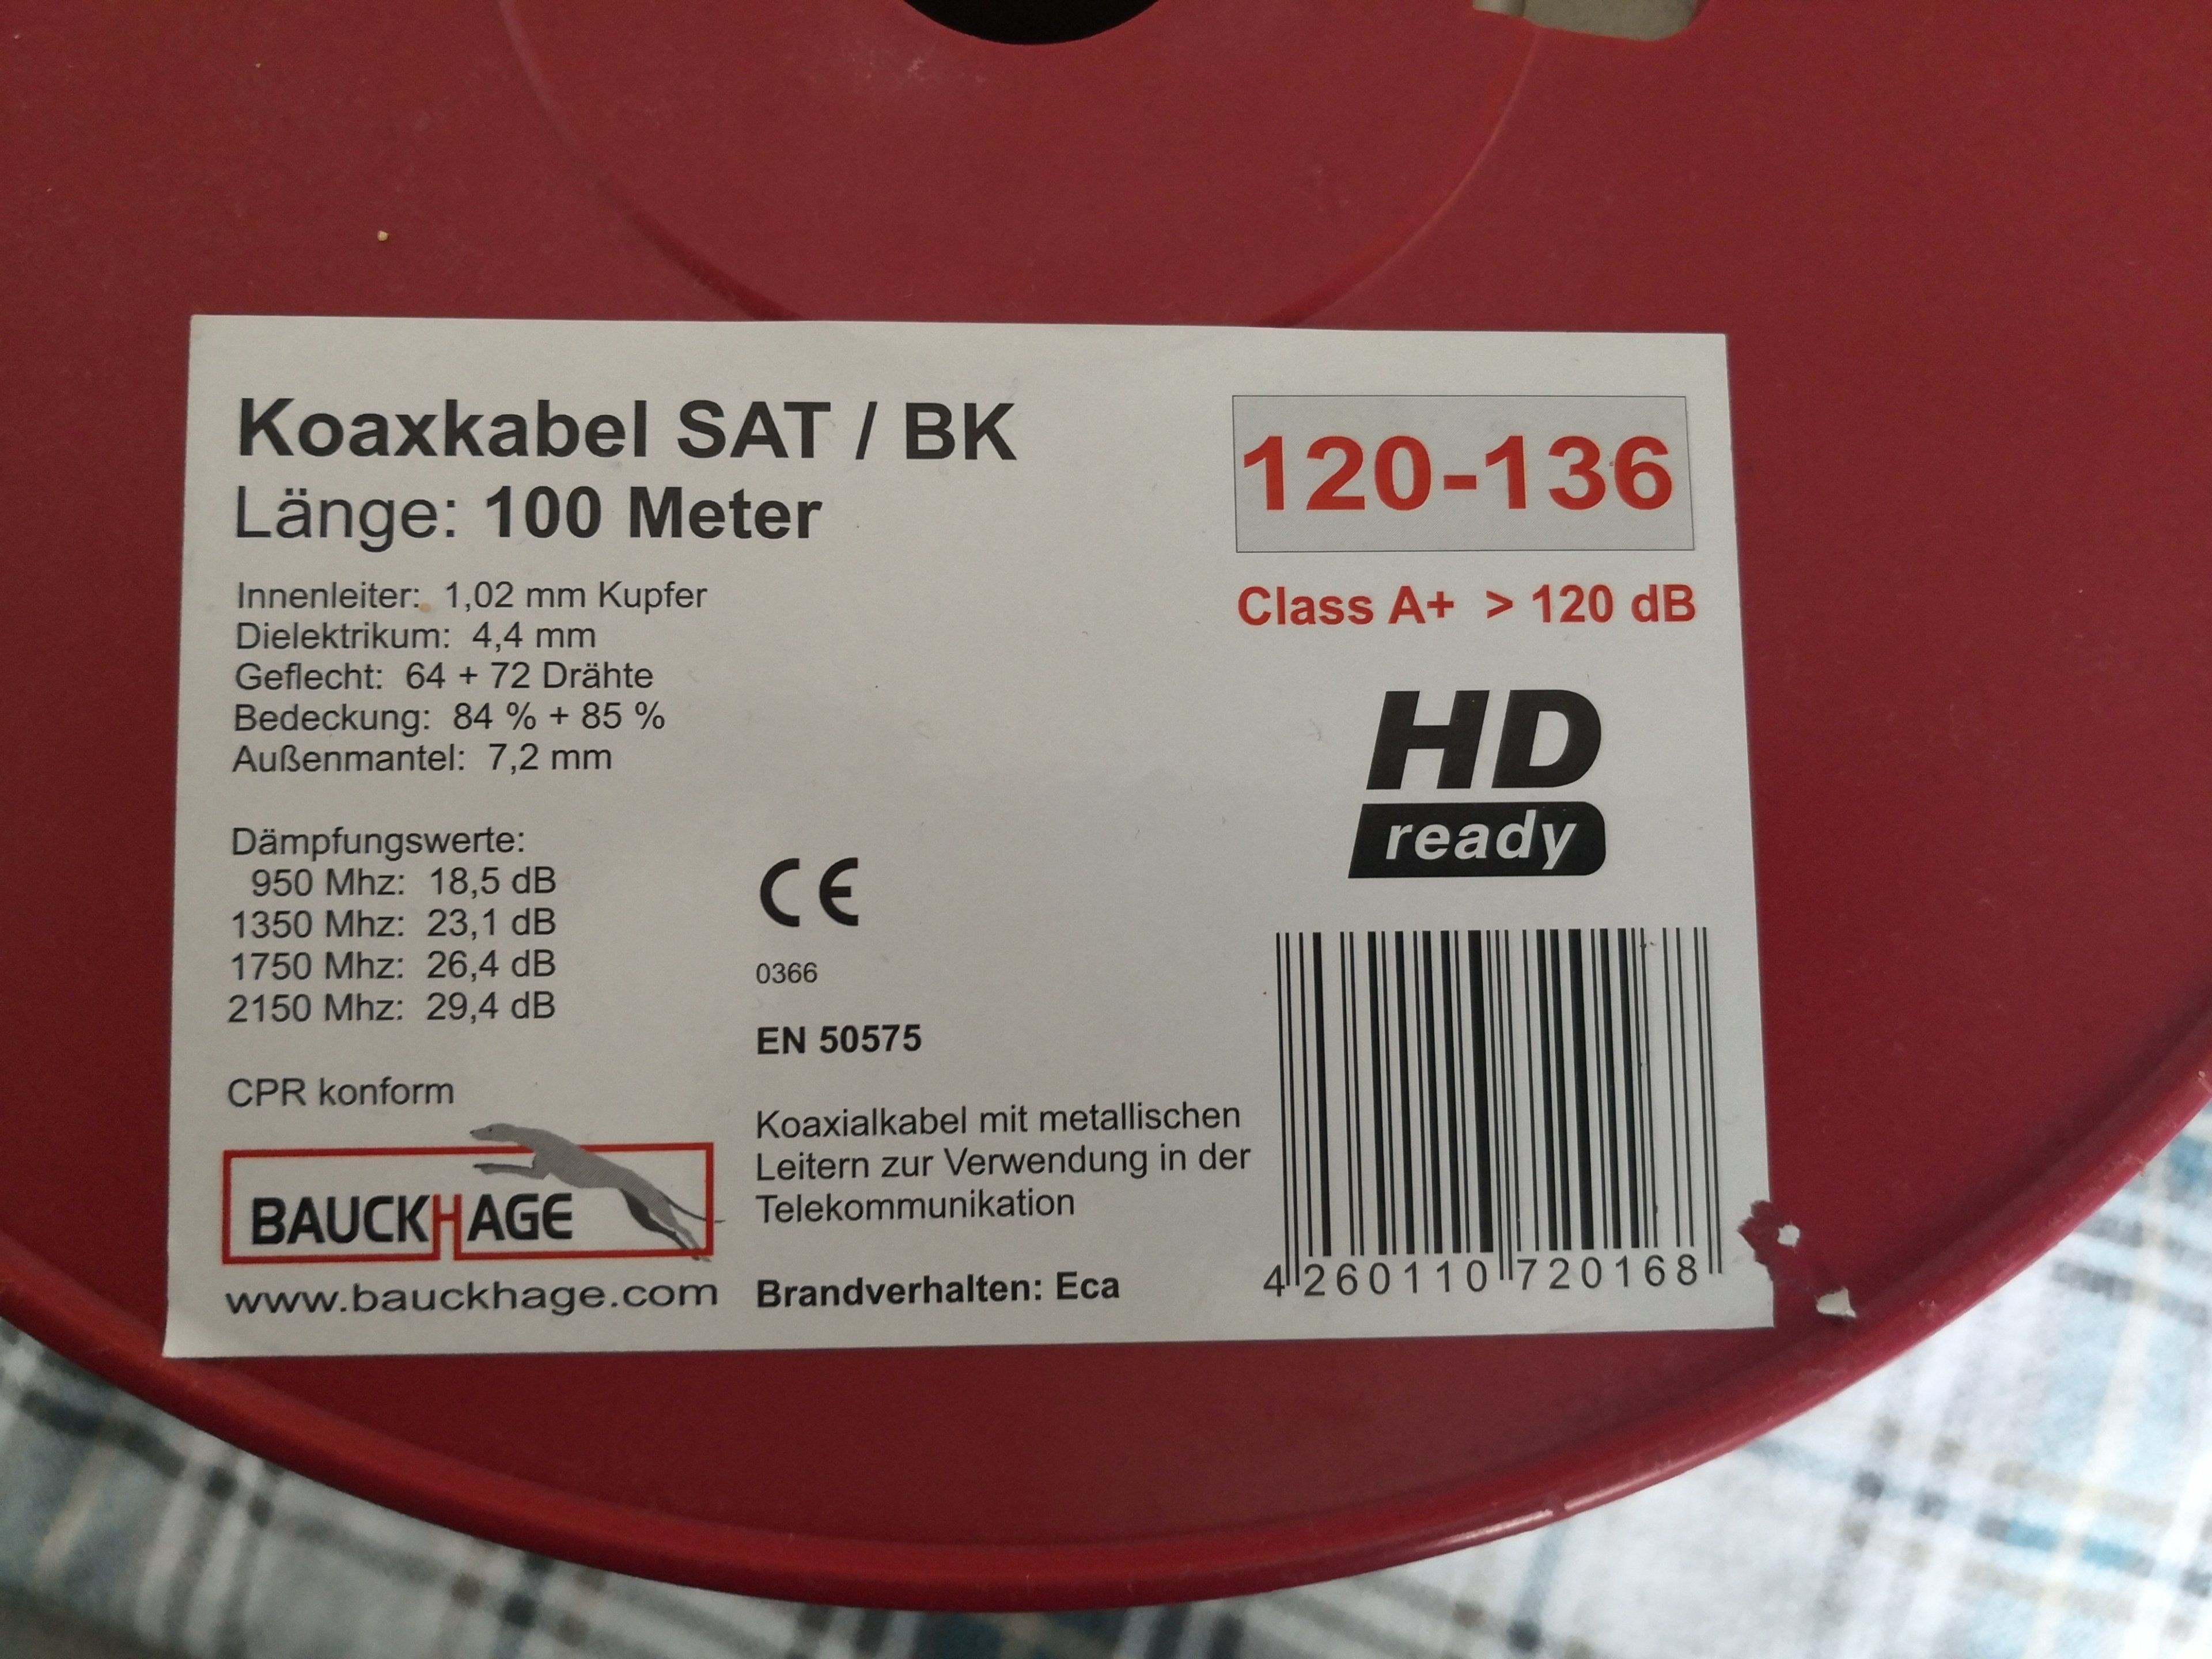 Koaxkabel SAT / BK
Länge: 100 Meter
Innenleiter: 1,02 mm Kupfer
Dielektrikum: 4,4 mm
Geflecht: 64 + 72 Drähte
Bedeckung: 84 % + 85 %
Außenmantel: 7,2 mm
Dämpfungswerte:
950 Mhz: 18,5 dB
1350 Mhz: 23,1 dB
1750 Mhz: 26,4 dB
2150 Mhz: 29,4 dB
CPR konform
BAUCKHAGE
www.bauckhage.com
CE
0366
EN 50575
Koaxialkabel mit metallischen
Leitern zur Verwendung in der
Telekommunikation
Brandverhalten: Eca
120-136
Class A+ > 120 dB
HD
ready
4 260110 720168